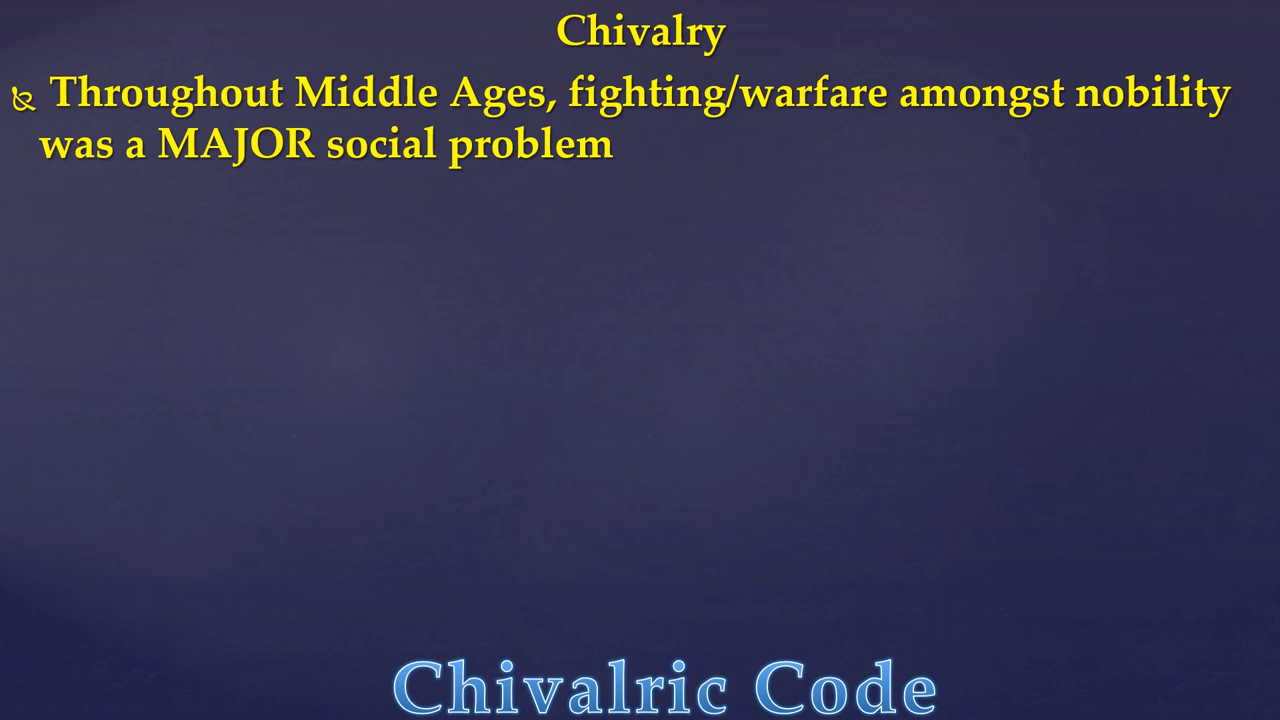 Chivalry
Throughout Middle Ages, fighting/warfare amongst nobility
was a MAJOR social problem
Chivalric Code